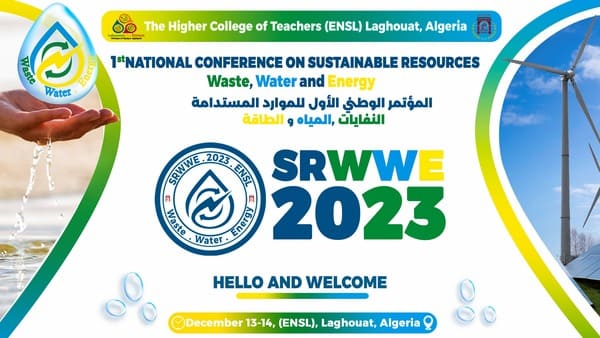 The Higher College of Teachers (ENSL) Laghouat, Algeria
1st NATIONAL CONFERENCE ON SUSTAINABLE RESOURCES
Waste, Water and Energy
المؤتمر الوطني الأول للموارد المستدامة
النفايات ,المياه و الطاقة
Waste . Water . Energy
SRWWE . 2023 . ENSL
Waste . Water . Energy
SRWWE
2023
HELLO AND WELCOME
December 13-14, (ENSL), Laghouat, Algeria